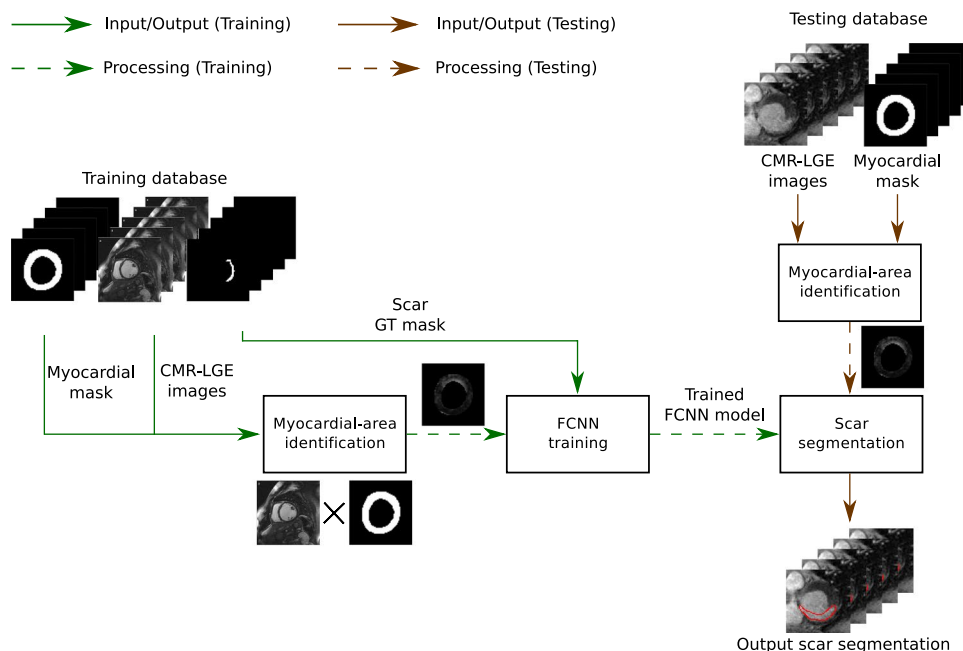 Input/Output (Training)
Input/Output (Testing)
Processing (Training)
Processing (Testing)
Testing database
CMR-LGE
images
Myocardial
mask
Training database
Myocardial-area
identification
Scar
GT mask
Myocardial
mask
CMR-LGE
images
Myocardial-area
identification
FCNN
training
Trained
FCNN model
Scar
segmentation
Output scar segmentation